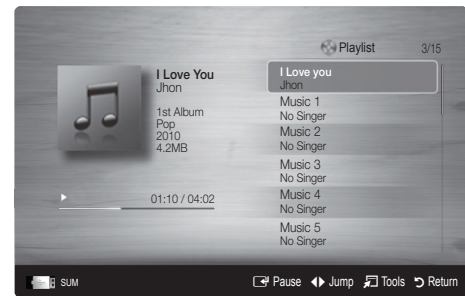 Playlist 3/15
I Love You
Jhon
1st Album
Pop
2010
4.2MB
01:10 / 04:02
I Love you
Jhon
Music 1
No Singer
Music 2
No Singer
Music 3
No Singer
Music 4
No Singer
Music 5
No Singer
SUM
Pause Jump Tools Return